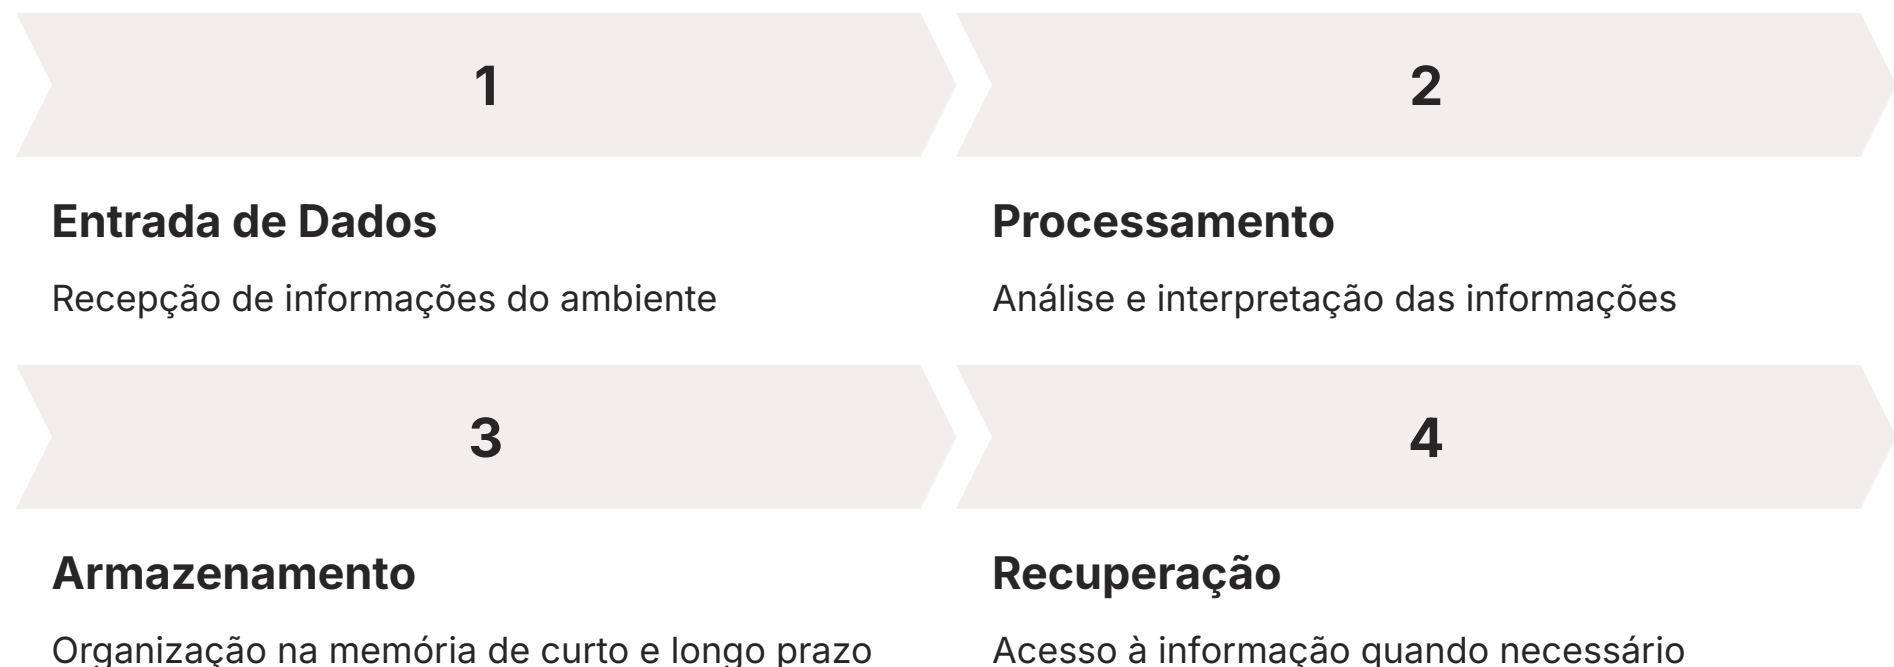 1
Entrada de Dados
Recepção de informações do ambiente
2
Processamento
Análise e interpretação das informações
3
Armazenamento
Organização na memória de curto e longo prazo
4
Recuperação
Acesso à informação quando necessário